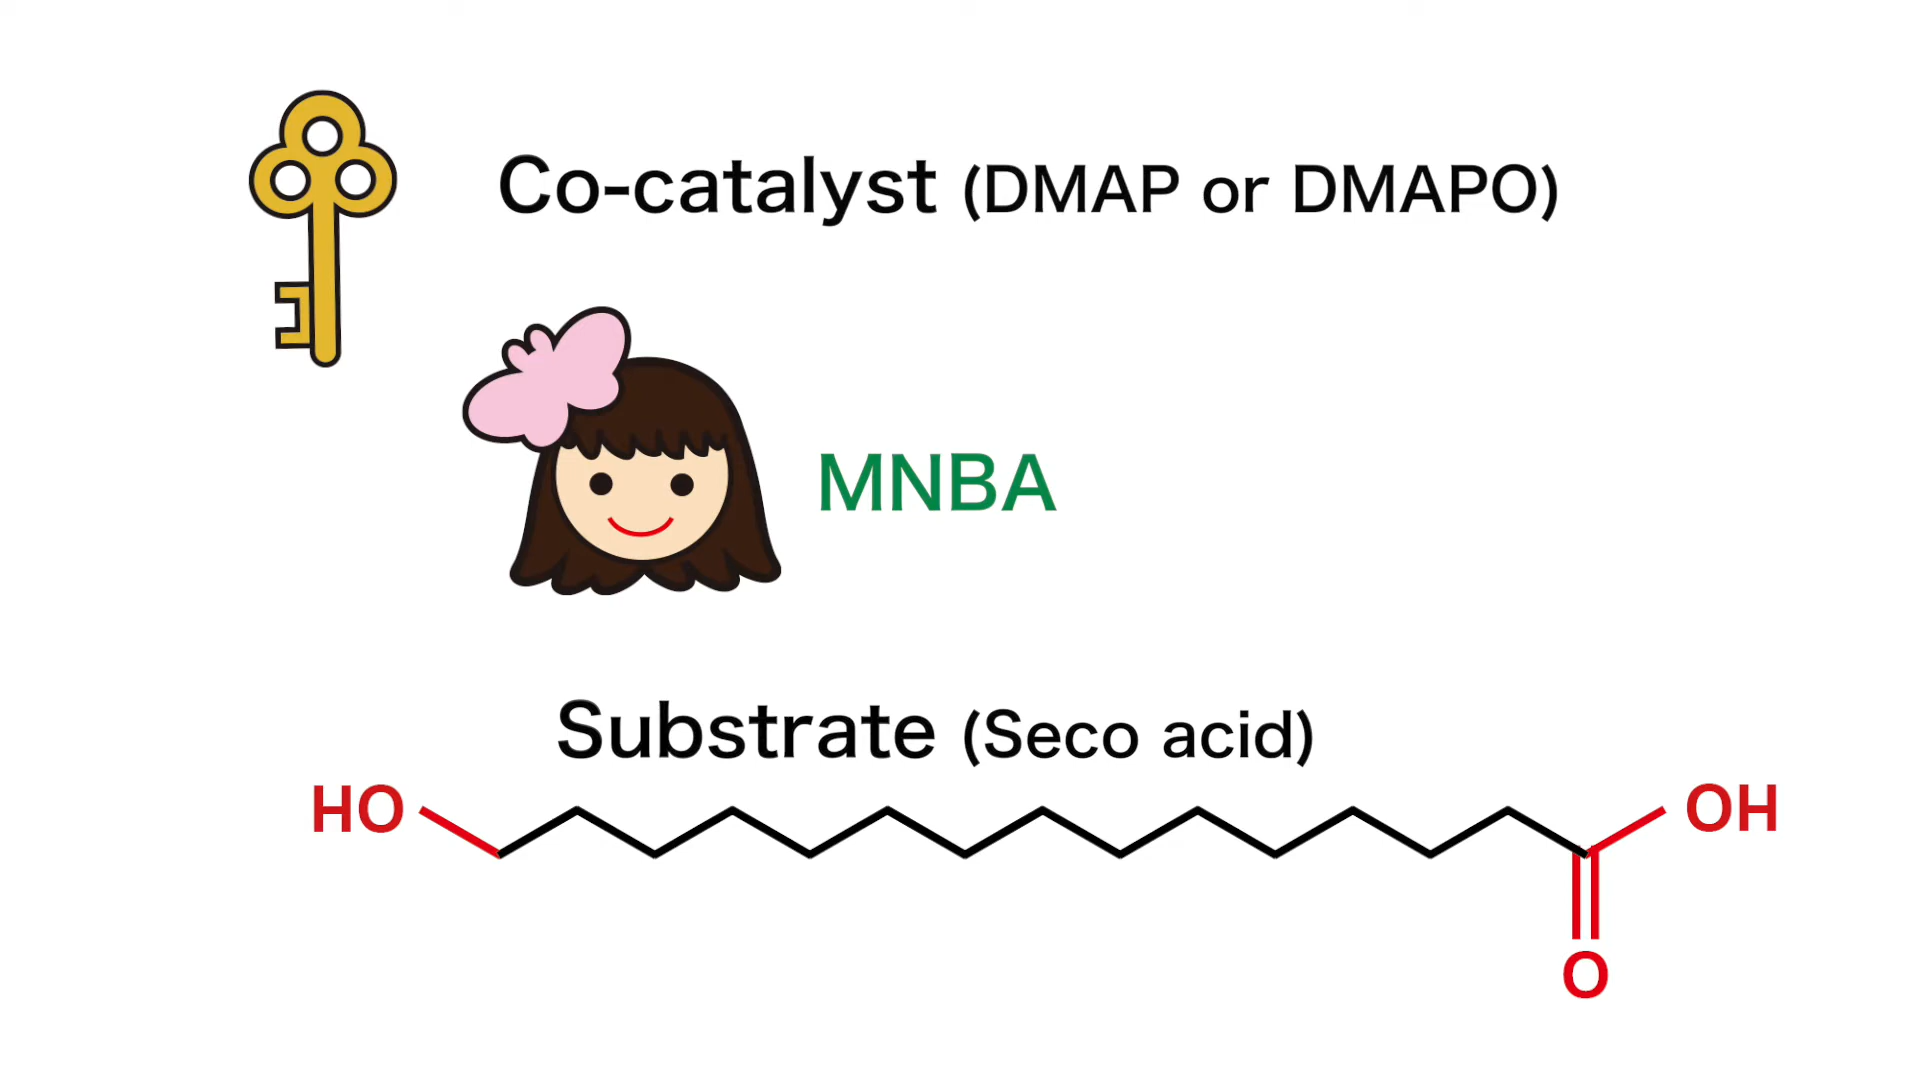 Co-catalyst (DMAP or DMAPO)
MNBA
Substrate (Seco acid)
HO
OH
O